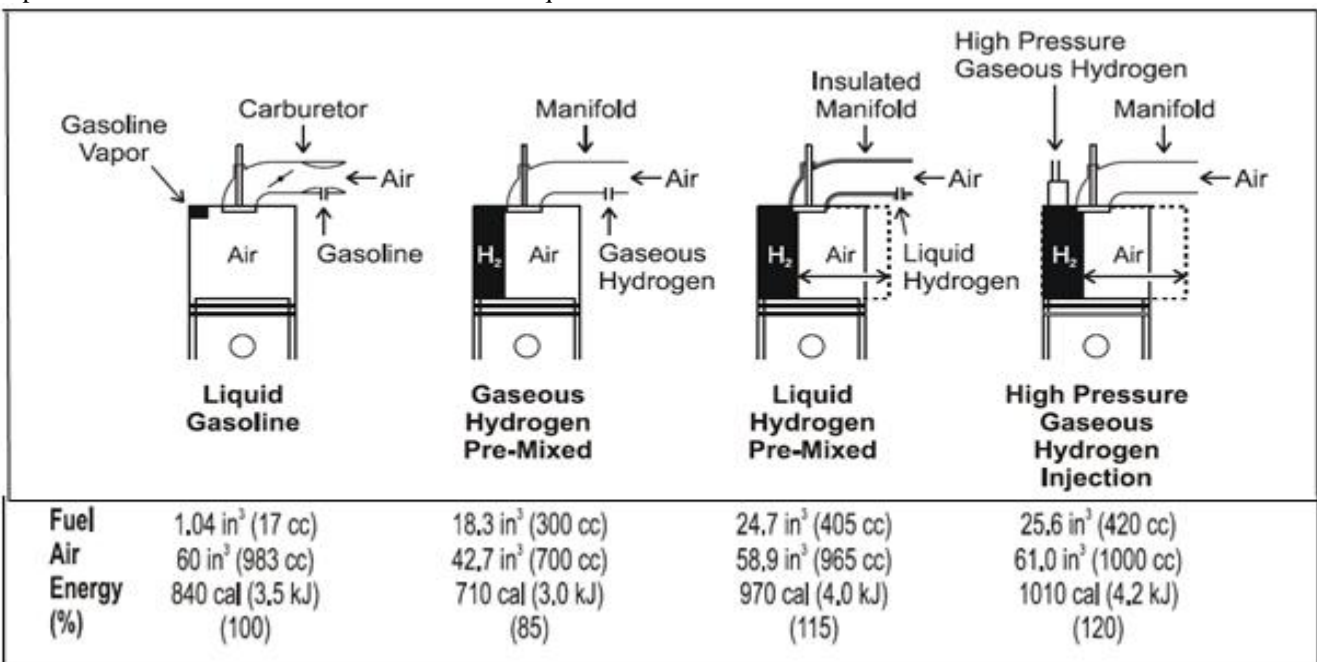 High Pressure
Gaseous Hydrogen
Insulated
Manifold
Carburetor
Manifold
Manifold
Gasoline
Vapor
Air
Air
Air
Air
Air
Gasoline
H₂
Air
Gaseous
Hydrogen
H₂
Air
Liquid
Hydrogen
H₂
Air
Liquid
Gasoline
Gaseous
Hydrogen
Pre-Mixed
Liquid
Hydrogen
Pre-Mixed
High Pressure
Gaseous
Hydrogen
Injection
Fuel 1.04 in³ (17 cc) 18.3 in³ (300 cc) 24.7 in³ (405 cc) 25.6 in³ (420 cc)
Air 60 in³ (983 cc) 42.7 in³ (700 cc) 58.9 in³ (965 cc) 61.0 in³ (1000 cc)
Energy 840 cal (3.5 kJ) 710 cal (3.0 kJ) 970 cal (4.0 kJ) 1010 cal (4.2 kJ)
(%) (100) (85) (115) (120)